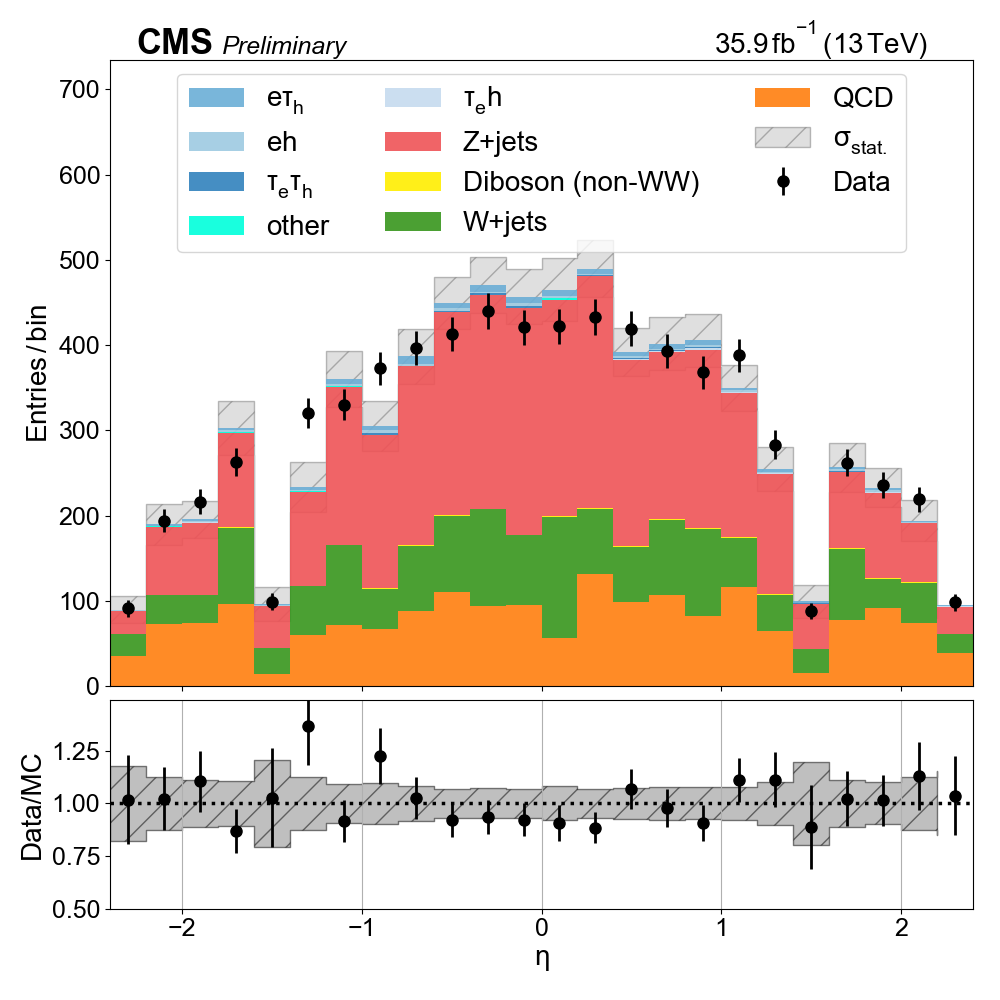 CMS Preliminary 35.9 fb⁻¹ (13 TeV)
700
600
500
400
300
200
100
0
Entries / bin
eτh
eh
τeτh
other
τeh
Z+jets
Diboson (non-WW)
W+jets
QCD
σstat.
Data
1.25
1.00
0.75
0.50
Data/MC
−2 −1 0 1 2
η